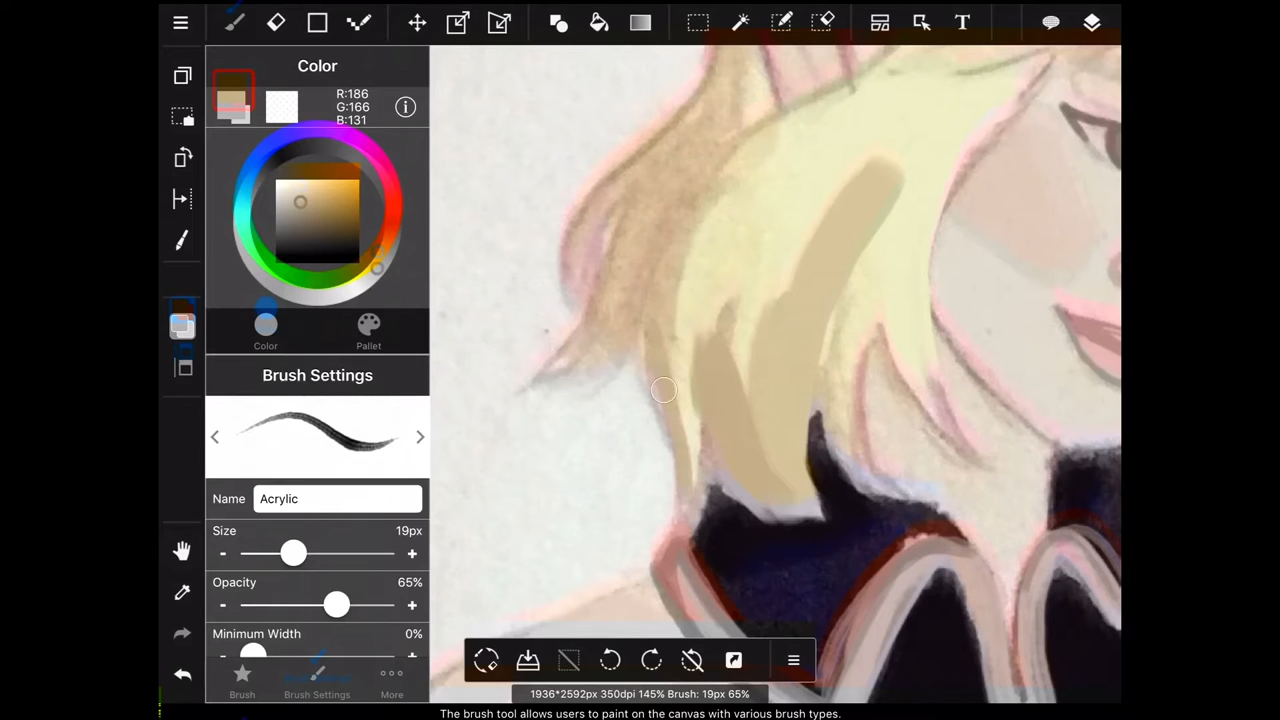 T
Color
R:186
G:166
B:131
Color
Pallet
Brush Settings
Name
Acrylic
Size
19px
-
+
Opacity
65%
-
+
Minimum Width
0%
-
+
Brush
Brush Settings
More
1936*2592px 350dpi 145% Brush: 19px 65%
The brush tool allows users to paint on the canvas with various brush types.